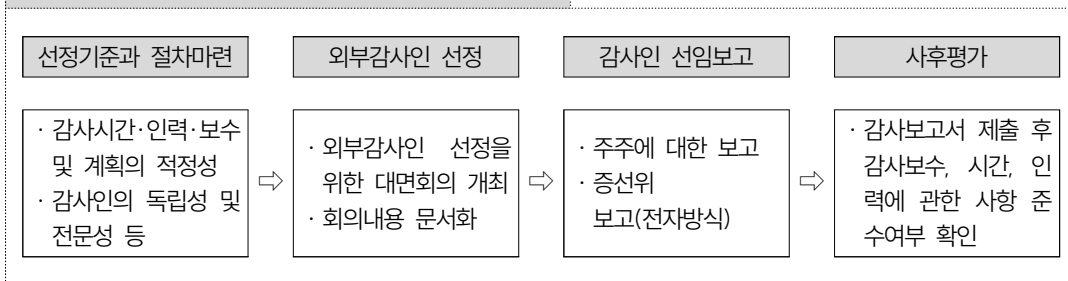 선정기준과 절차마련
· 감사시간·인력·보수
및 계획의 적정성
· 감사인의 독립성 및
전문성 등
⇨
외부감사인 선정
· 외부감사인 선정을
위한 대면회의 개최
· 회의내용 문서화
⇨
감사인 선임보고
· 주주에 대한 보고
· 증선위
보고(전자방식)
⇨
사후평가
· 감사보고서 제출 후
감사보수, 시간, 인
력에 관한 사항 준
수여부 확인